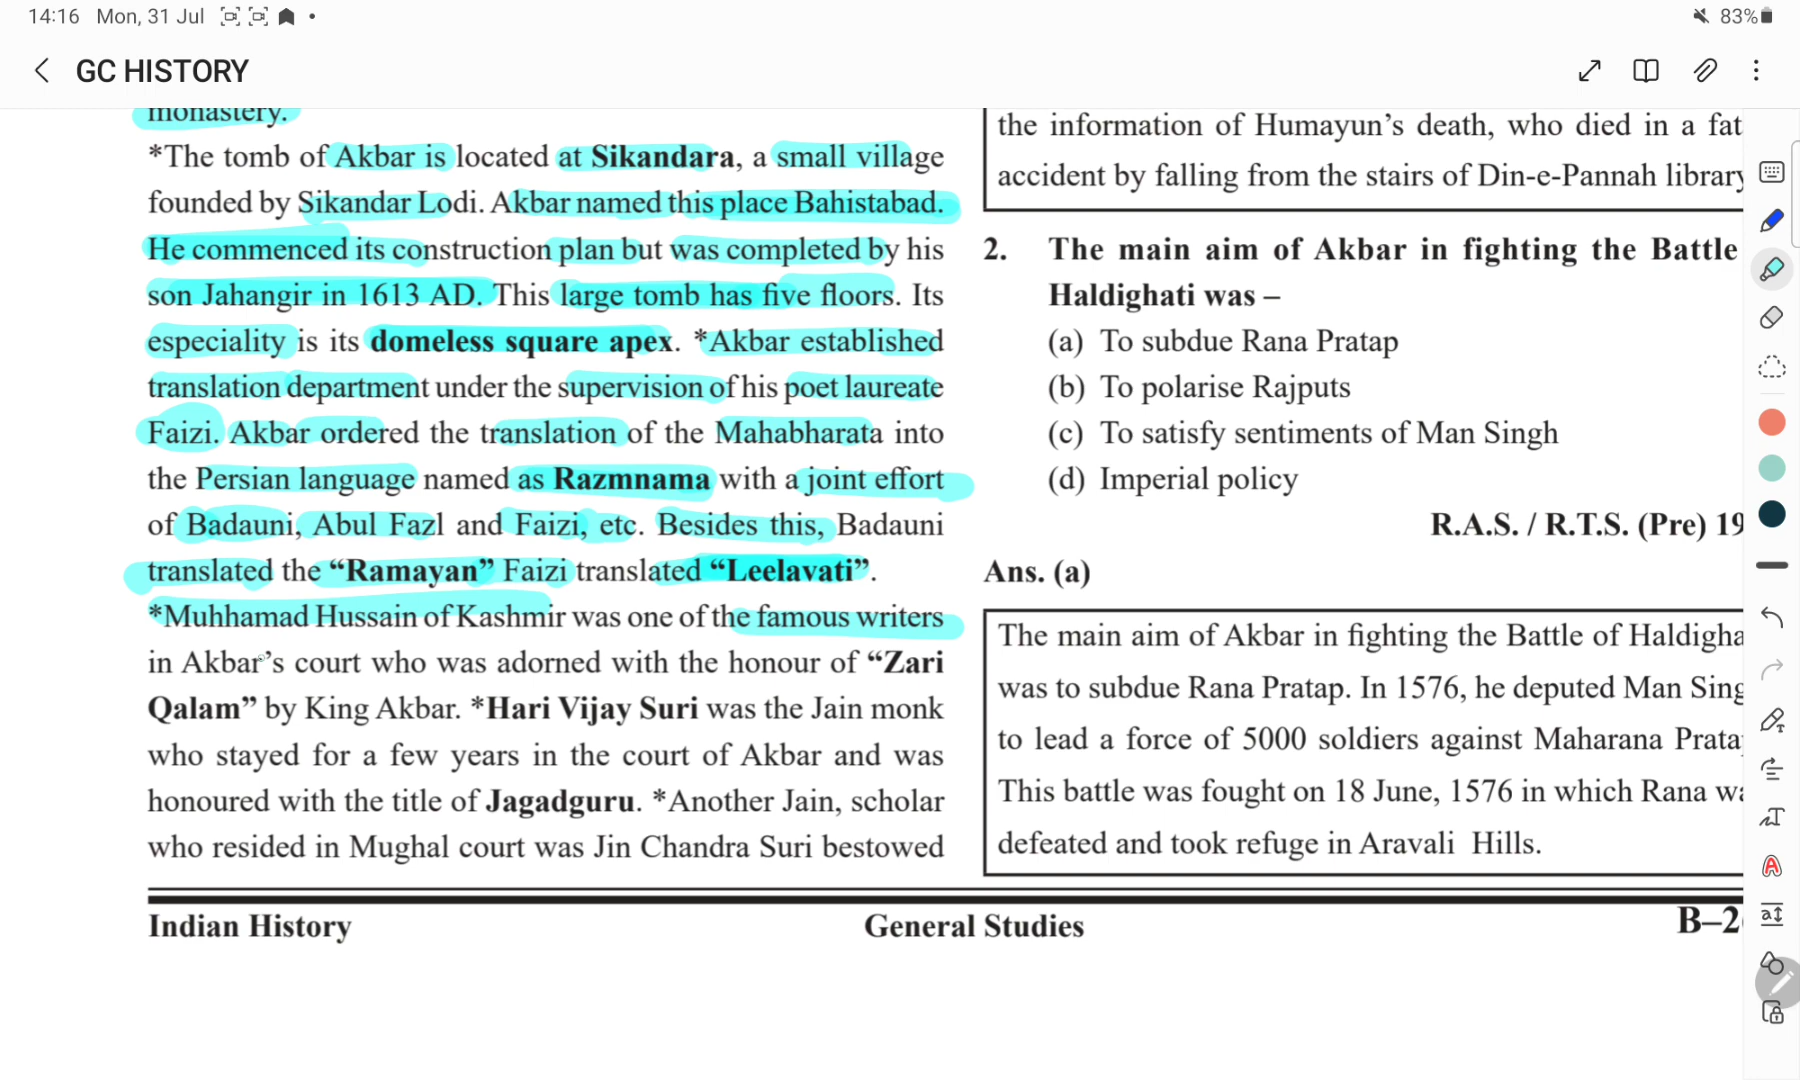 14:16 Mon, 31 Jul
83%
GC HISTORY
monastery.
*The tomb of Akbar is located at Sikandara, a small village
founded by Sikandar Lodi. Akbar named this place Bahistabad.
He commenced its construction plan but was completed by his
son Jahangir in 1613 AD. This large tomb has five floors. Its
especiality is its domeless square apex. *Akbar established
translation department under the supervision of his poet laureate
Faizi. Akbar ordered the translation of the Mahabharata into
the Persian language named as Razmnama with a joint effort
of Badauni, Abul Fazl and Faizi, etc. Besides this, Badauni
translated the “Ramayan” Faizi translated “Leelavati”.
*Muhhamad Hussain of Kashmir was one of the famous writers
in Akbar’s court who was adorned with the honour of “Zari
Qalam” by King Akbar. *Hari Vijay Suri was the Jain monk
who stayed for a few years in the court of Akbar and was
honoured with the title of Jagadguru. *Another Jain, scholar
who resided in Mughal court was Jin Chandra Suri bestowed
the information of Humayun’s death, who died in a fat
accident by falling from the stairs of Din-e-Pannah library
2. The main aim of Akbar in fighting the Battle
Haldighati was –
(a) To subdue Rana Pratap
(b) To polarise Rajputs
(c) To satisfy sentiments of Man Singh
(d) Imperial policy
R.A.S. / R.T.S. (Pre) 19
Ans. (a)
The main aim of Akbar in fighting the Battle of Haldigha
was to subdue Rana Pratap. In 1576, he deputed Man Sing
to lead a force of 5000 soldiers against Maharana Prata
This battle was fought on 18 June, 1576 in which Rana wa
defeated and took refuge in Aravali Hills.
Indian History
General Studies
B–2